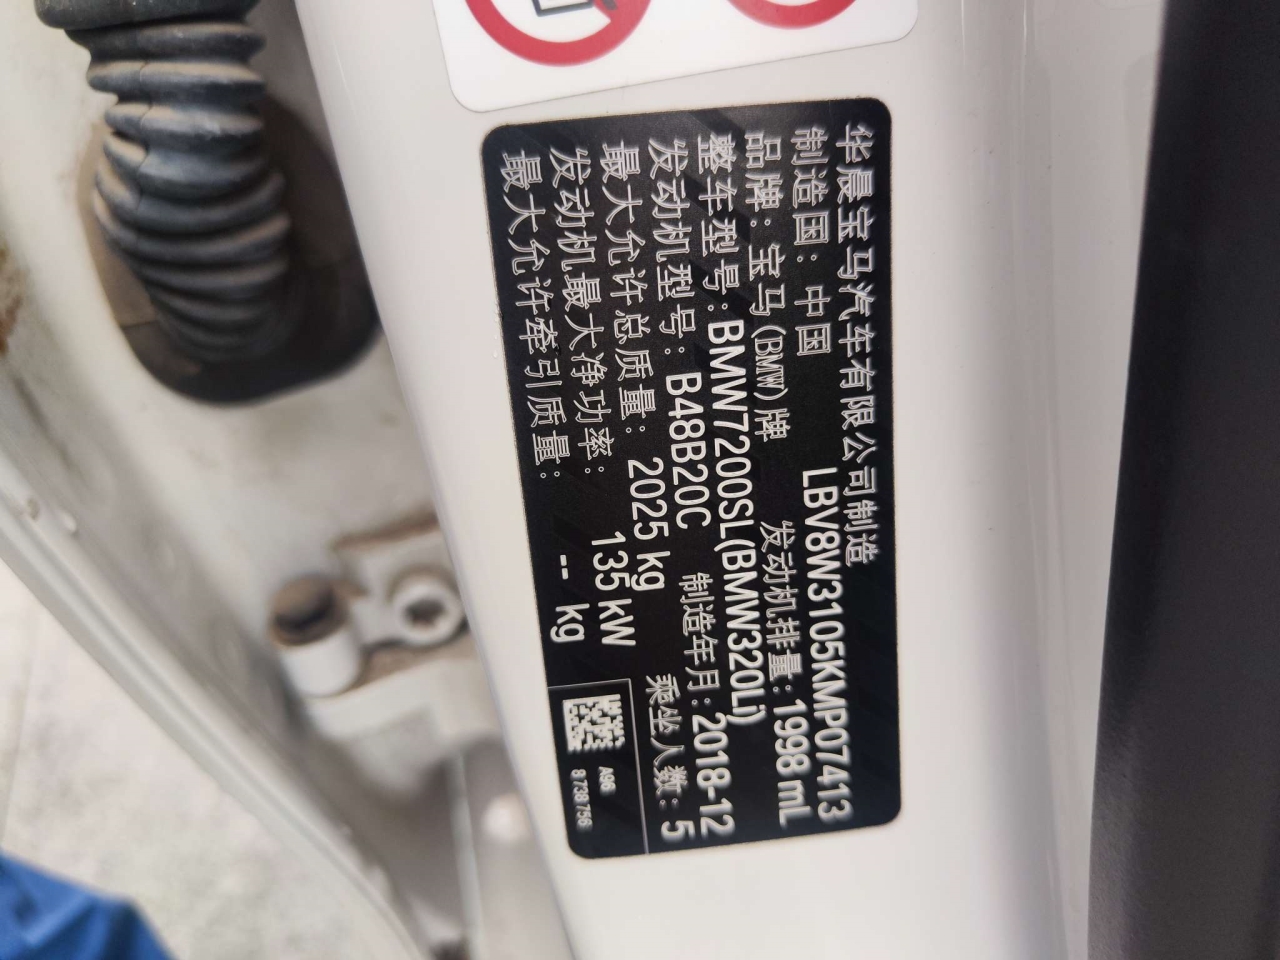 华晨宝马汽车有限公司制造
制造国：中国 LBV8W3105KMP07413
品牌：宝马(BMW)牌 发动机排量：1998 mL
整车型号：BMW7200SL(BMW320Li)
发动机型号：B48B20C 制造年月：2018-12
最大允许总质量：2025 kg 乘坐人数：5
发动机最大净功率：135 kW
最大允许牵引质量：-- kg
A96
8 738 756